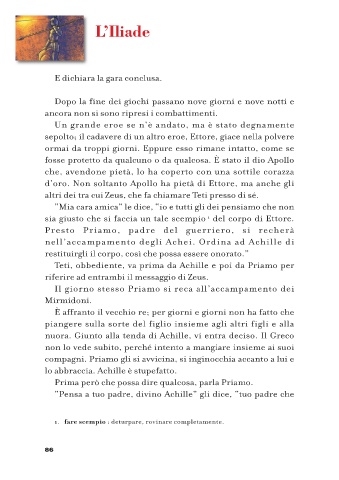 L'Iliade
E dichiara la gara conclusa.
Dopo la fine dei giochi passano nove giorni e nove notti e
ancora non si sono ripresi i combattimenti.
Un grande eroe se n'è andato, ma è stato degnamente
sepolto; il cadavere di un altro eroe, Ettore, giace nella polvere
ormai da troppi giorni. Eppure esso rimane intatto, come se
fosse protetto da qualcuno o da qualcosa. È stato il dio Apollo
che, avendone pietà, lo ha coperto con una sottile corazza
d'oro. Non soltanto Apollo ha pietà di Ettore, ma anche gli
altri dei tra cui Zeus, che fa chiamare Teti presso di sé.
"Mia cara amica" le dice, "io e tutti gli dei pensiamo che non
sia giusto che si faccia un tale scempio¹ del corpo di Ettore.
Presto Priamo, padre del guerriero, si recherà
nell'accampamento degli Achei. Ordina ad Achille di
restituirgli il corpo, così che possa essere onorato."
Teti, obbediente, va prima da Achille e poi da Priamo per
riferire ad entrambi il messaggio di Zeus.
Il giorno stesso Priamo si reca all'accampamento dei
Mirmidoni.
È affranto il vecchio re; per giorni e giorni non ha fatto che
piangere sulla sorte del figlio insieme agli altri figli e alla
nuora. Giunto alla tenda di Achille, vi entra deciso. Il Greco
non lo vede subito, perché intento a mangiare insieme ai suoi
compagni. Priamo gli si avvicina, si inginocchia accanto a lui e
lo abbraccia. Achille è stupefatto.
Prima però che possa dire qualcosa, parla Priamo.
"Pensa a tuo padre, divino Achille" gli dice, "tuo padre che
1. fare scempio : deturpare, rovinare completamente.
86